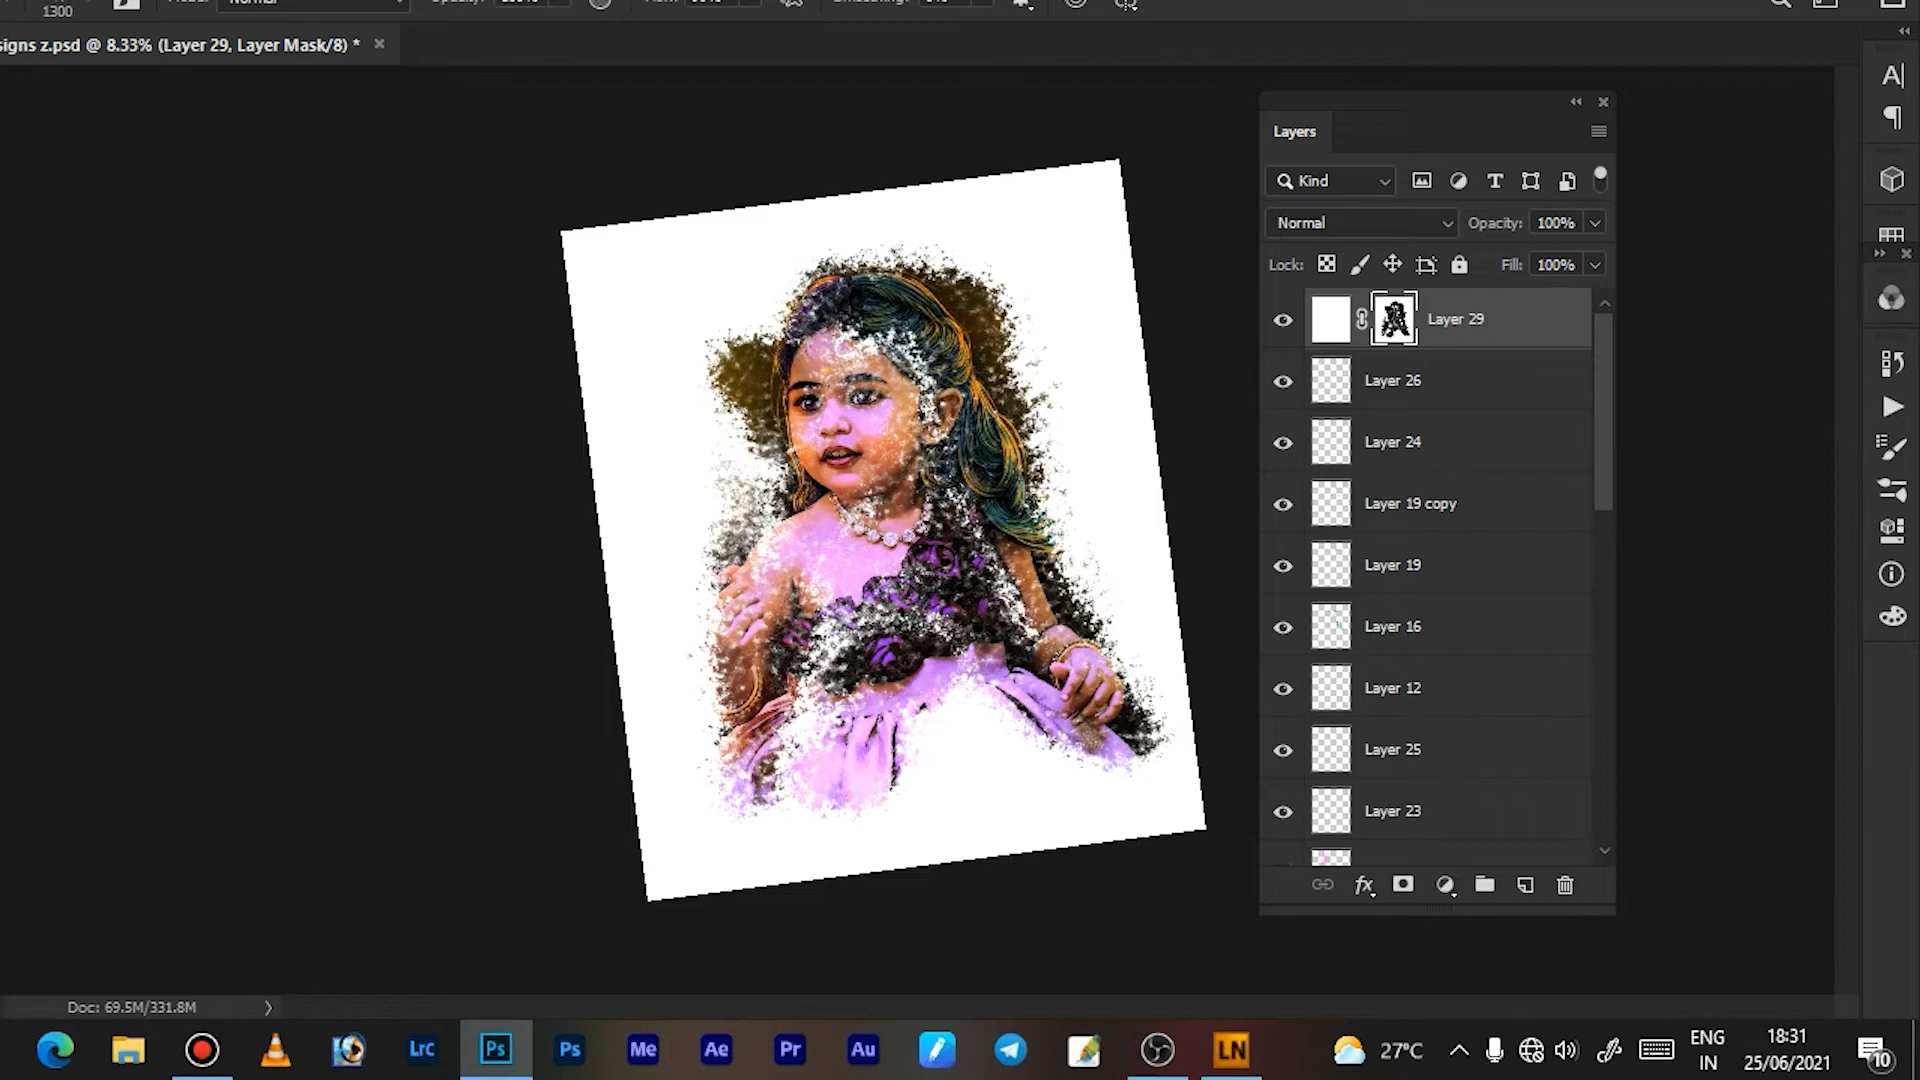 1300
Normal
signs z.psd @ 8.33% (Layer 29, Layer Mask/8) *
Layers
Kind
Normal
Opacity: 100%
Lock:
Fill: 100%
Layer 29
Layer 26
Layer 24
Layer 19 copy
Layer 19
Layer 16
Layer 12
Layer 25
Layer 23
fx
Doc: 69.5M/331.8M
LrC
Ps
Ps
Me
Ae
Pr
Au
LN
27°C
ENG
IN
18:31
25/06/2021
10